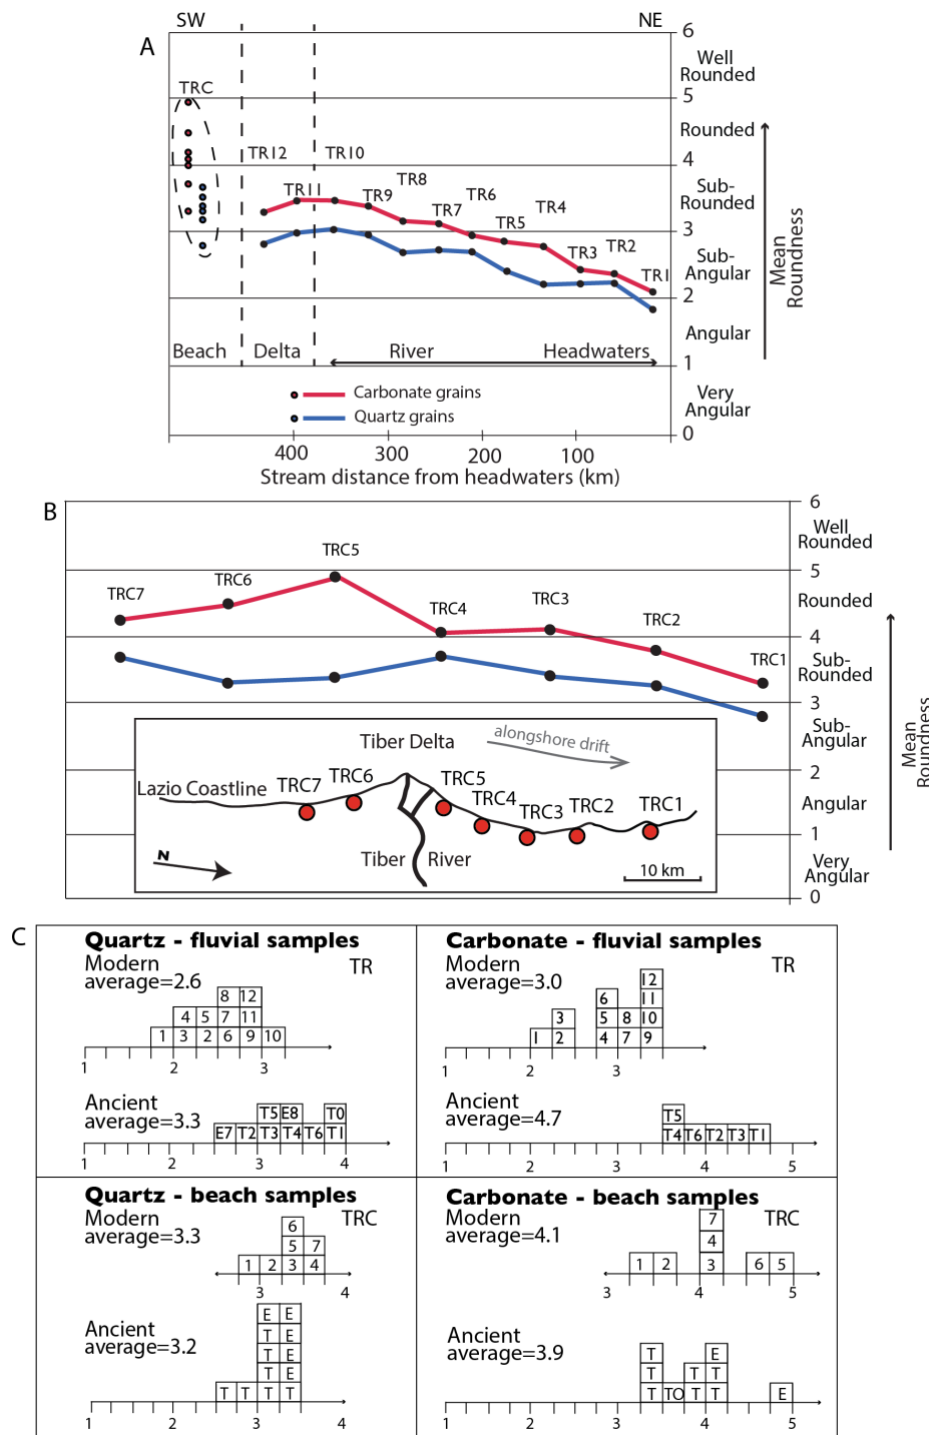 SW
NE
A
6
Well
Rounded
TRC
5
Rounded
TR12
TR10
4
TR11
TR9
TR8
TR7
TR6
TR5
TR4
TR3
TR2
TR1
Sub-
Rounded
3
Sub-
Angular
2
Angular
Mean
Roundness
Beach
Delta
River
Headwaters
1
Carbonate grains
Quartz grains
Very
Angular
0
400
300
200
100
Stream distance from headwaters (km)
B
6
Well
Rounded
5
TRC7
TRC6
TRC5
TRC4
TRC3
TRC2
TRC1
Rounded
4
Sub-
Rounded
3
Sub-
Angular
2
Angular
1
Very
Angular
0
Mean
Roundness
Tiber Delta
alongshore drift
Lazio Coastline
TRC7
TRC6
TRC5
TRC4
TRC3
TRC2
TRC1
Tiber
River
N
10 km
C
Quartz - fluvial samples
Modern
average=2.6
TR
8 12
4 5 7 11
1 3 2 6 9 10
1 2 3
Ancient
average=3.3
T5 E8 T0
E7 T2 T3 T4 T6 T1
1 2 3 4
Carbonate - fluvial samples
Modern
average=3.0
TR
12
6 11
3 5 8 10
1 2 4 7 9
1 2 3
Ancient
average=4.7
T5
T4 T6 T2 T3 T1
1 2 3 4 5
Quartz - beach samples
Modern
average=3.3
TRC
6
5 7
1 2 3 4
3 4
Ancient
average=3.2
E E
T E
T E
T E
T T T T
1 2 3 4
Carbonate - beach samples
Modern
average=4.1
TRC
7
4
1 2 3 6 5
3 4 5
Ancient
average=3.9
T E
T T T
T TO T T E
1 2 3 4 5